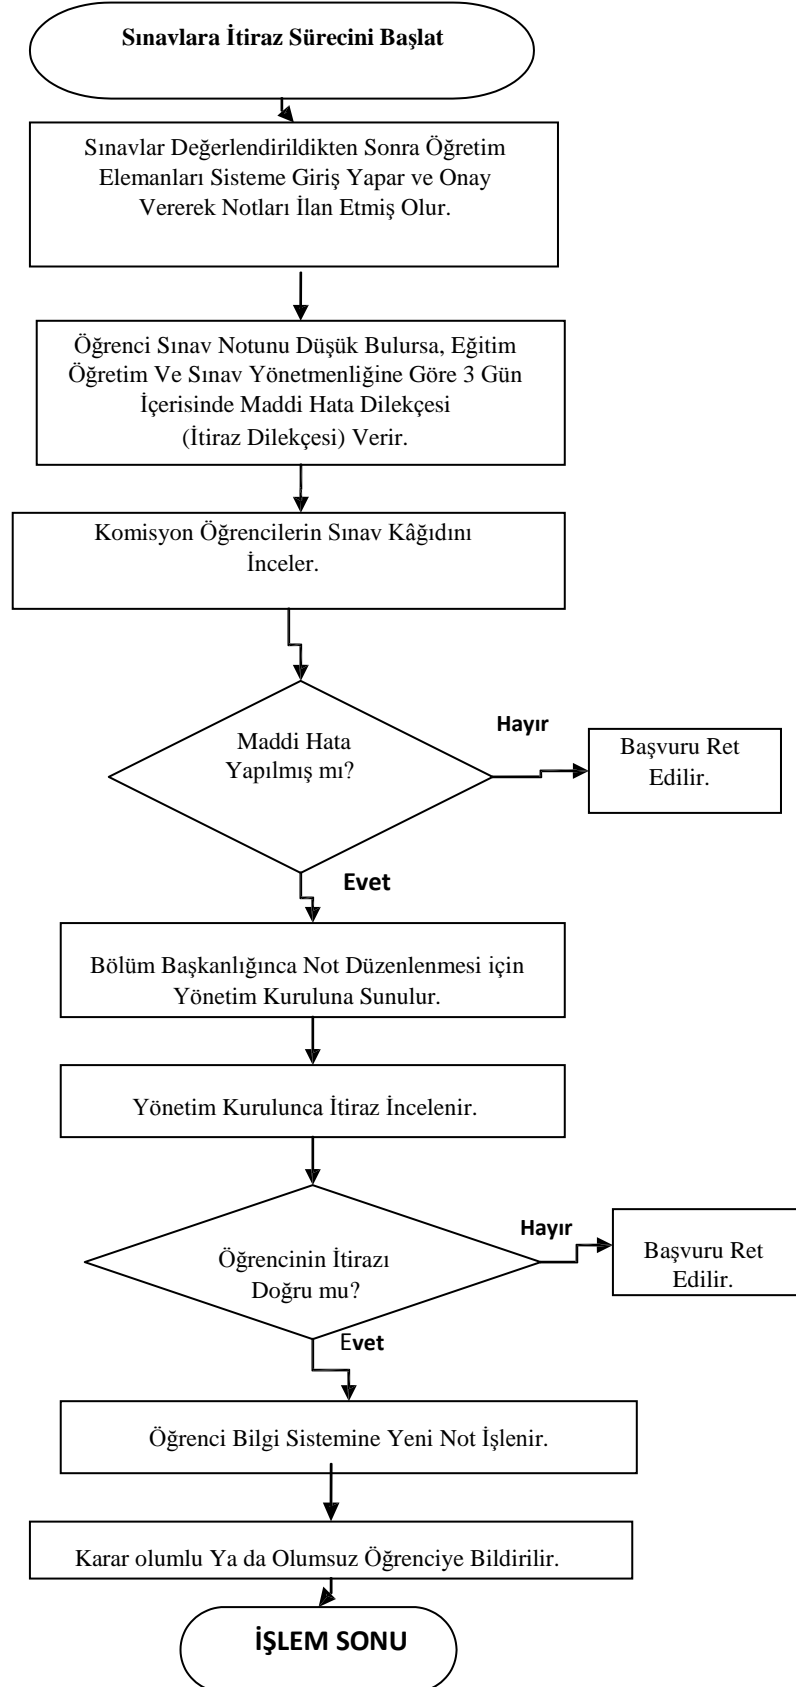 Sınavlara İtiraz Sürecini Başlat
Sınavlar Değerlendirildikten Sonra Öğretim
Elemanları Sisteme Giriş Yapar ve Onay
Vererek Notları İlan Etmiş Olur.
Öğrenci Sınav Notunu Düşük Bulursa, Eğitim
Öğretim Ve Sınav Yönetmenliğine Göre 3 Gün
İçerisinde Maddi Hata Dilekçesi
(İtiraz Dilekçesi) Verir.
Komisyon Öğrencilerin Sınav Kâğıdını
İnceler.
Maddi Hata
Yapılmış mı?
Hayır
Başvuru Ret
Edilir.
Evet
Bölüm Başkanlığınca Not Düzenlenmesi için
Yönetim Kuruluna Sunulur.
Yönetim Kurulunca İtiraz İncelenir.
Öğrencinin İtirazı
Doğru mu?
Hayır
Başvuru Ret
Edilir.
Evet
Öğrenci Bilgi Sistemine Yeni Not İşlenir.
Karar olumlu Ya da Olumsuz Öğrenciye Bildirilir.
İŞLEM SONU